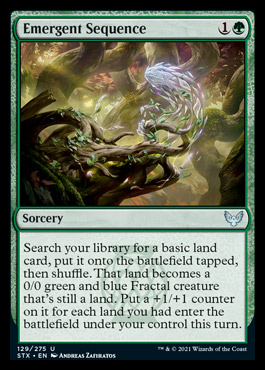 Emergent Sequence 1
Sorcery
Search your library for a basic land
card, put it onto the battlefield tapped,
then shuffle. That land becomes a
0/0 green and blue Fractal creature
that's still a land. Put a +1/+1 counter
on it for each land you had enter the
battlefield under your control this turn.
129/275 U
STX • EN Andreas Zafiratos
™ & © 2021 Wizards of the Coast